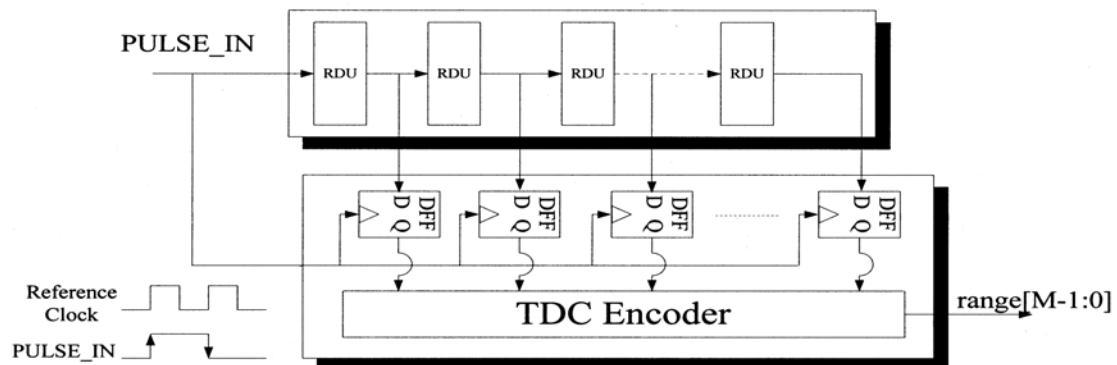 PULSE_IN
RDU RDU RDU RDU
D Q DFF D Q DFF D Q DFF D Q DFF
TDC Encoder
range[M-1:0]
Reference
Clock
PULSE_IN